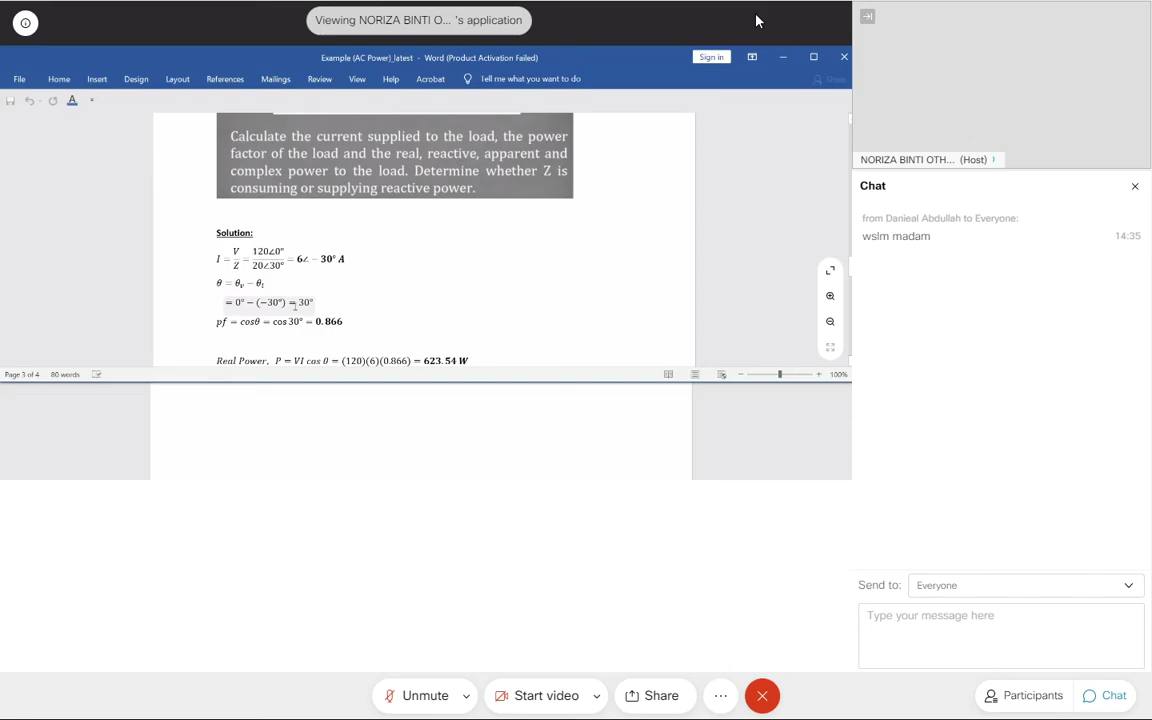 Viewing NORIZA BINTI O... 's application
Example (AC Power)_latest - Word (Product Activation Failed)
Sign in
File Home Insert Design Layout References Mailings Review View Help Acrobat Tell me what you want to do Share
Calculate the current supplied to the load, the power
factor of the load and the real, reactive, apparent and
complex power to the load. Determine whether Z is
consuming or supplying reactive power.
Solution:
I = V/Z = 120∠0°/20∠30° = 6∠ − 30° A
θ = θv − θi
= 0° − (−30°) = 30°
pf = cosθ = cos 30° = 0.866
Real Power, P = VI cos θ = (120)(6)(0.866) = 623.54 W
Page 3 of 4 80 words 100%
NORIZA BINTI OTH... (Host)
Chat
from Danieal Abdullah to Everyone:
wslm madam 14:35
Send to: Everyone
Type your message here
Unmute Start video Share Participants Chat